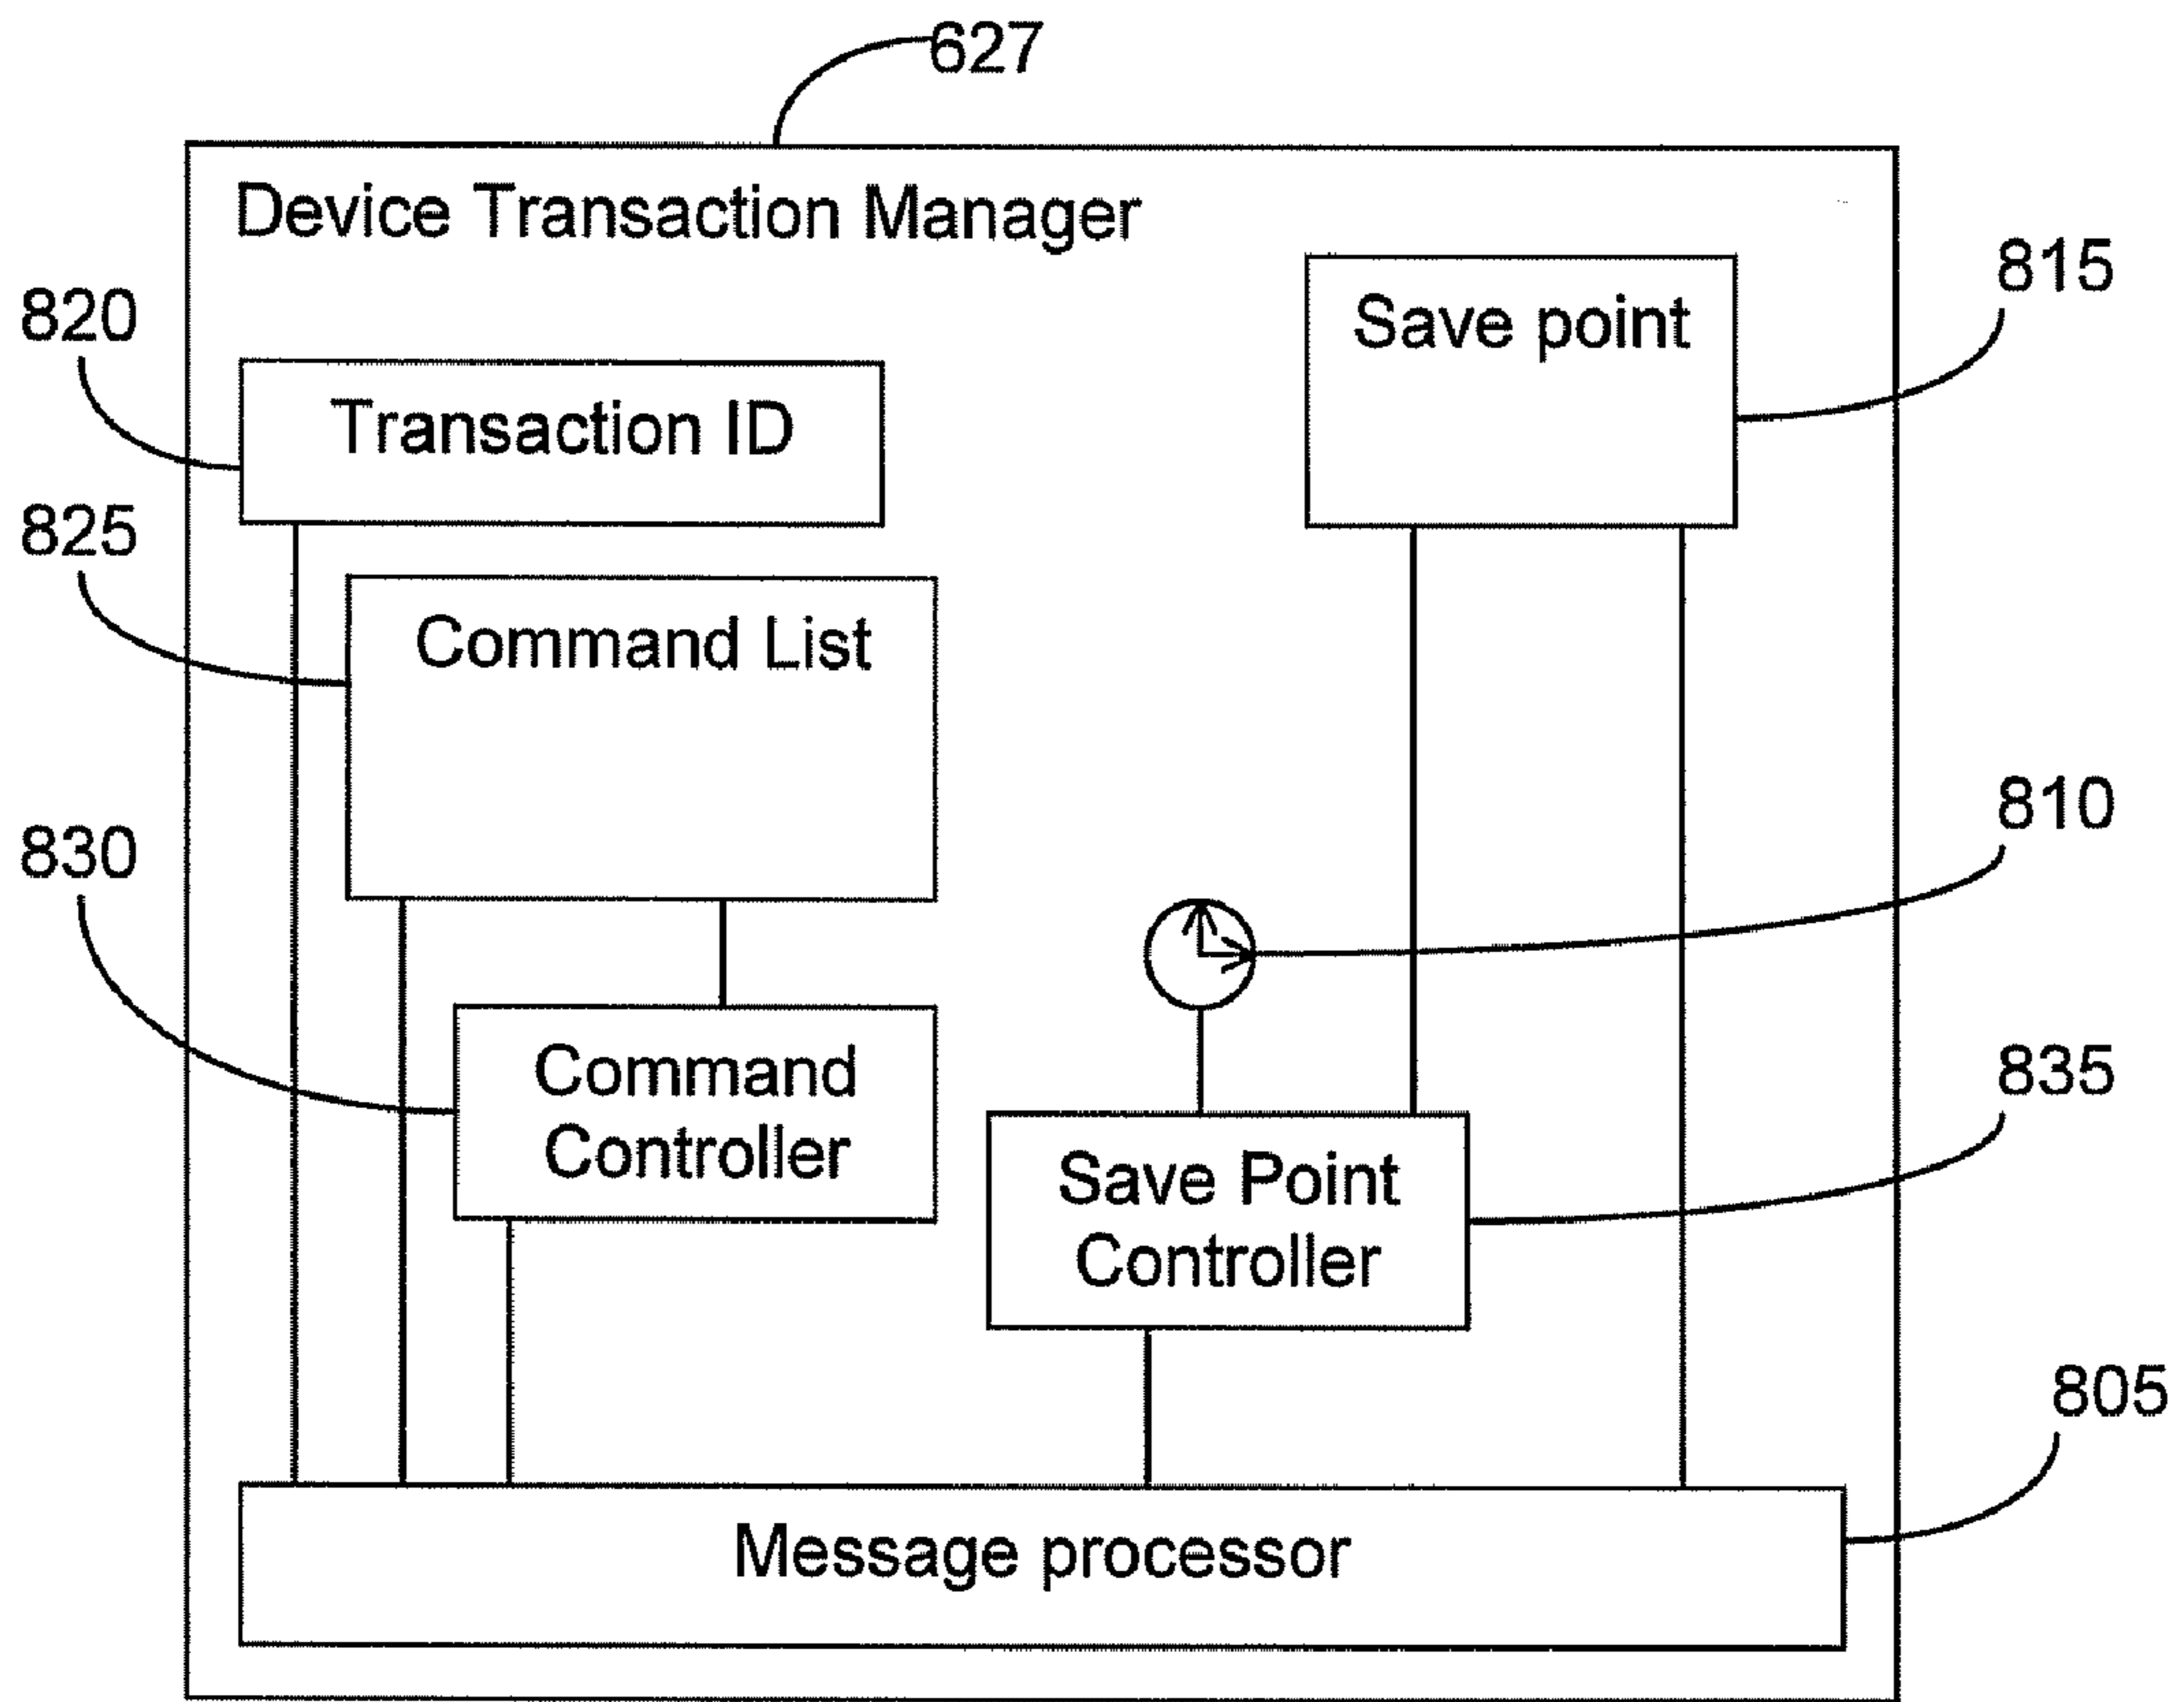 627
Device Transaction Manager
815
Save point
820
Transaction ID
825
Command List
810
830
Command
Controller
835
Save Point
Controller
805
Message processor